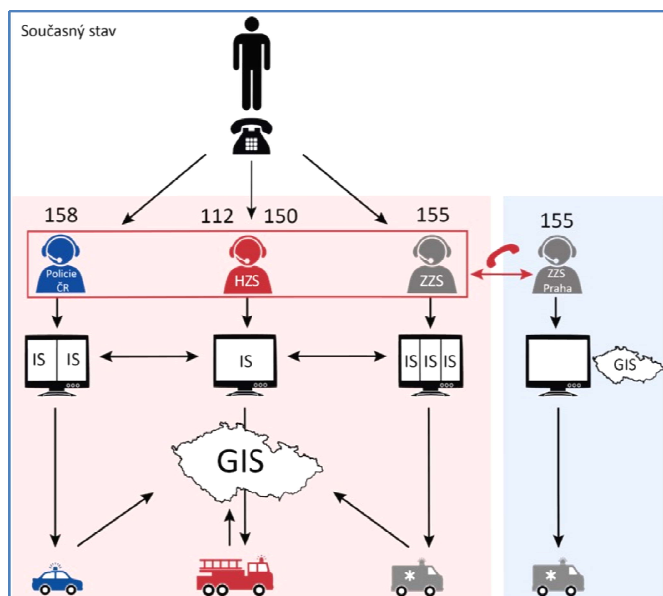 Současný stav
158
112 150
155
155
Policie
ČR
HZS
ZZS
ZZS
Praha
IS IS
IS
IS IS IS
GIS
GIS